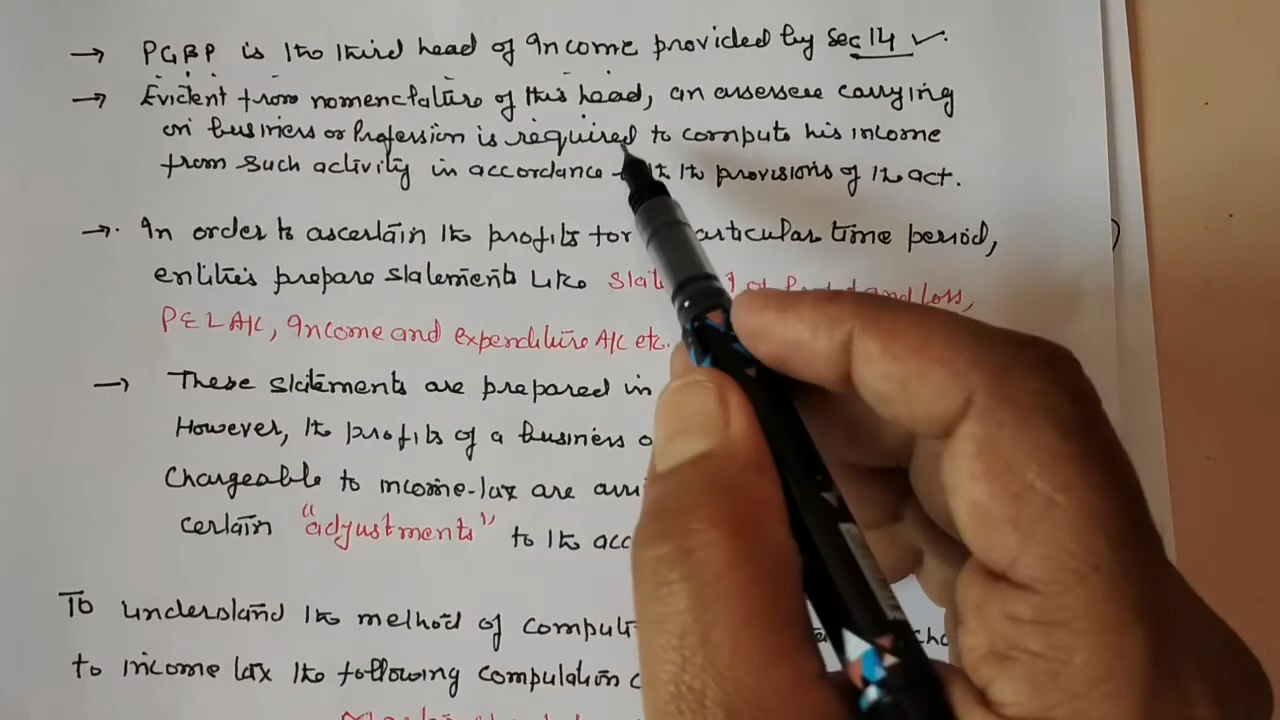 → PGBP is the third head of Income provided by Sec 14 ✓.
→ Evident from nomenclature of this head, an assessee carrying
on business or Profession is required to compute his income
from such activity in accordance the provisions of the act.
→. In order to ascertain the profits for particular time period,
entities prepare statements like and loss,
P&L A/c, Income and expenditure A/c etc.
→ These statements are prepared in
However, the profits of a business
Chargeable to income-tax are
certain "adjustments" to the
To understand the method of
to income tax the following computation